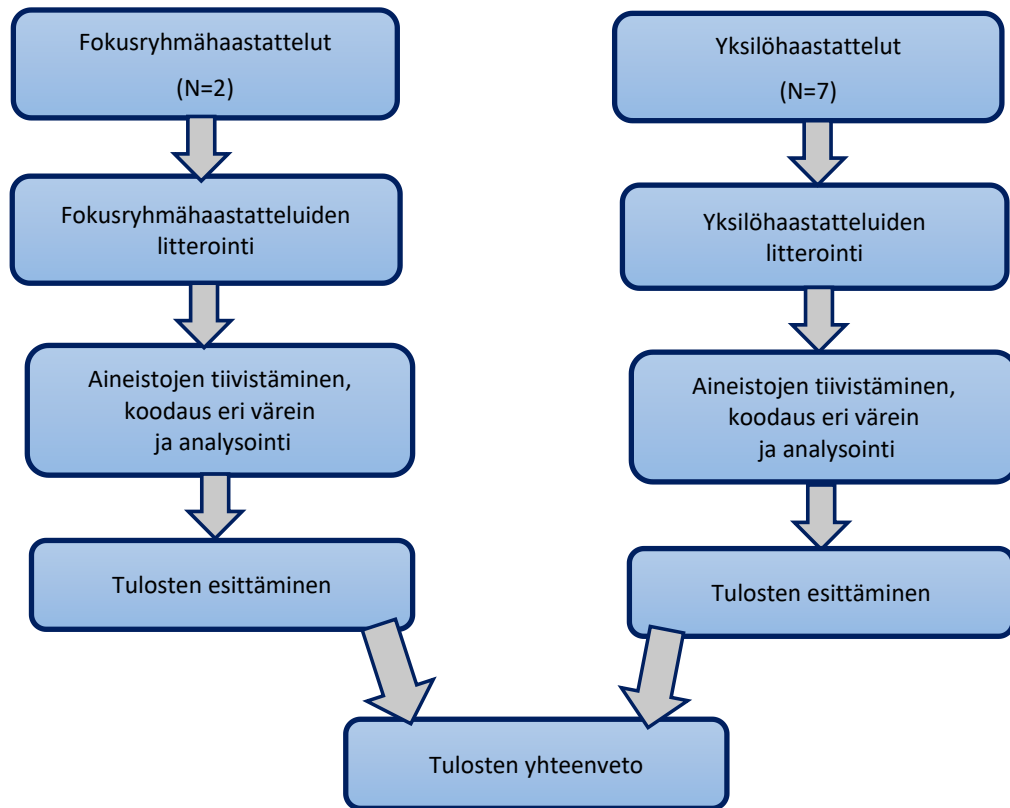 Fokusryhmähaastattelut
(N=2)
Fokusryhmähaastatteluiden
litterointi
Aineistojen tiivistäminen,
koodaus eri värein
ja analysointi
Tulosten esittäminen
Yksilöhaastattelut
(N=7)
Yksilöhaastatteluiden
litterointi
Aineistojen tiivistäminen,
koodaus eri värein
ja analysointi
Tulosten esittäminen
Tulosten yhteenveto